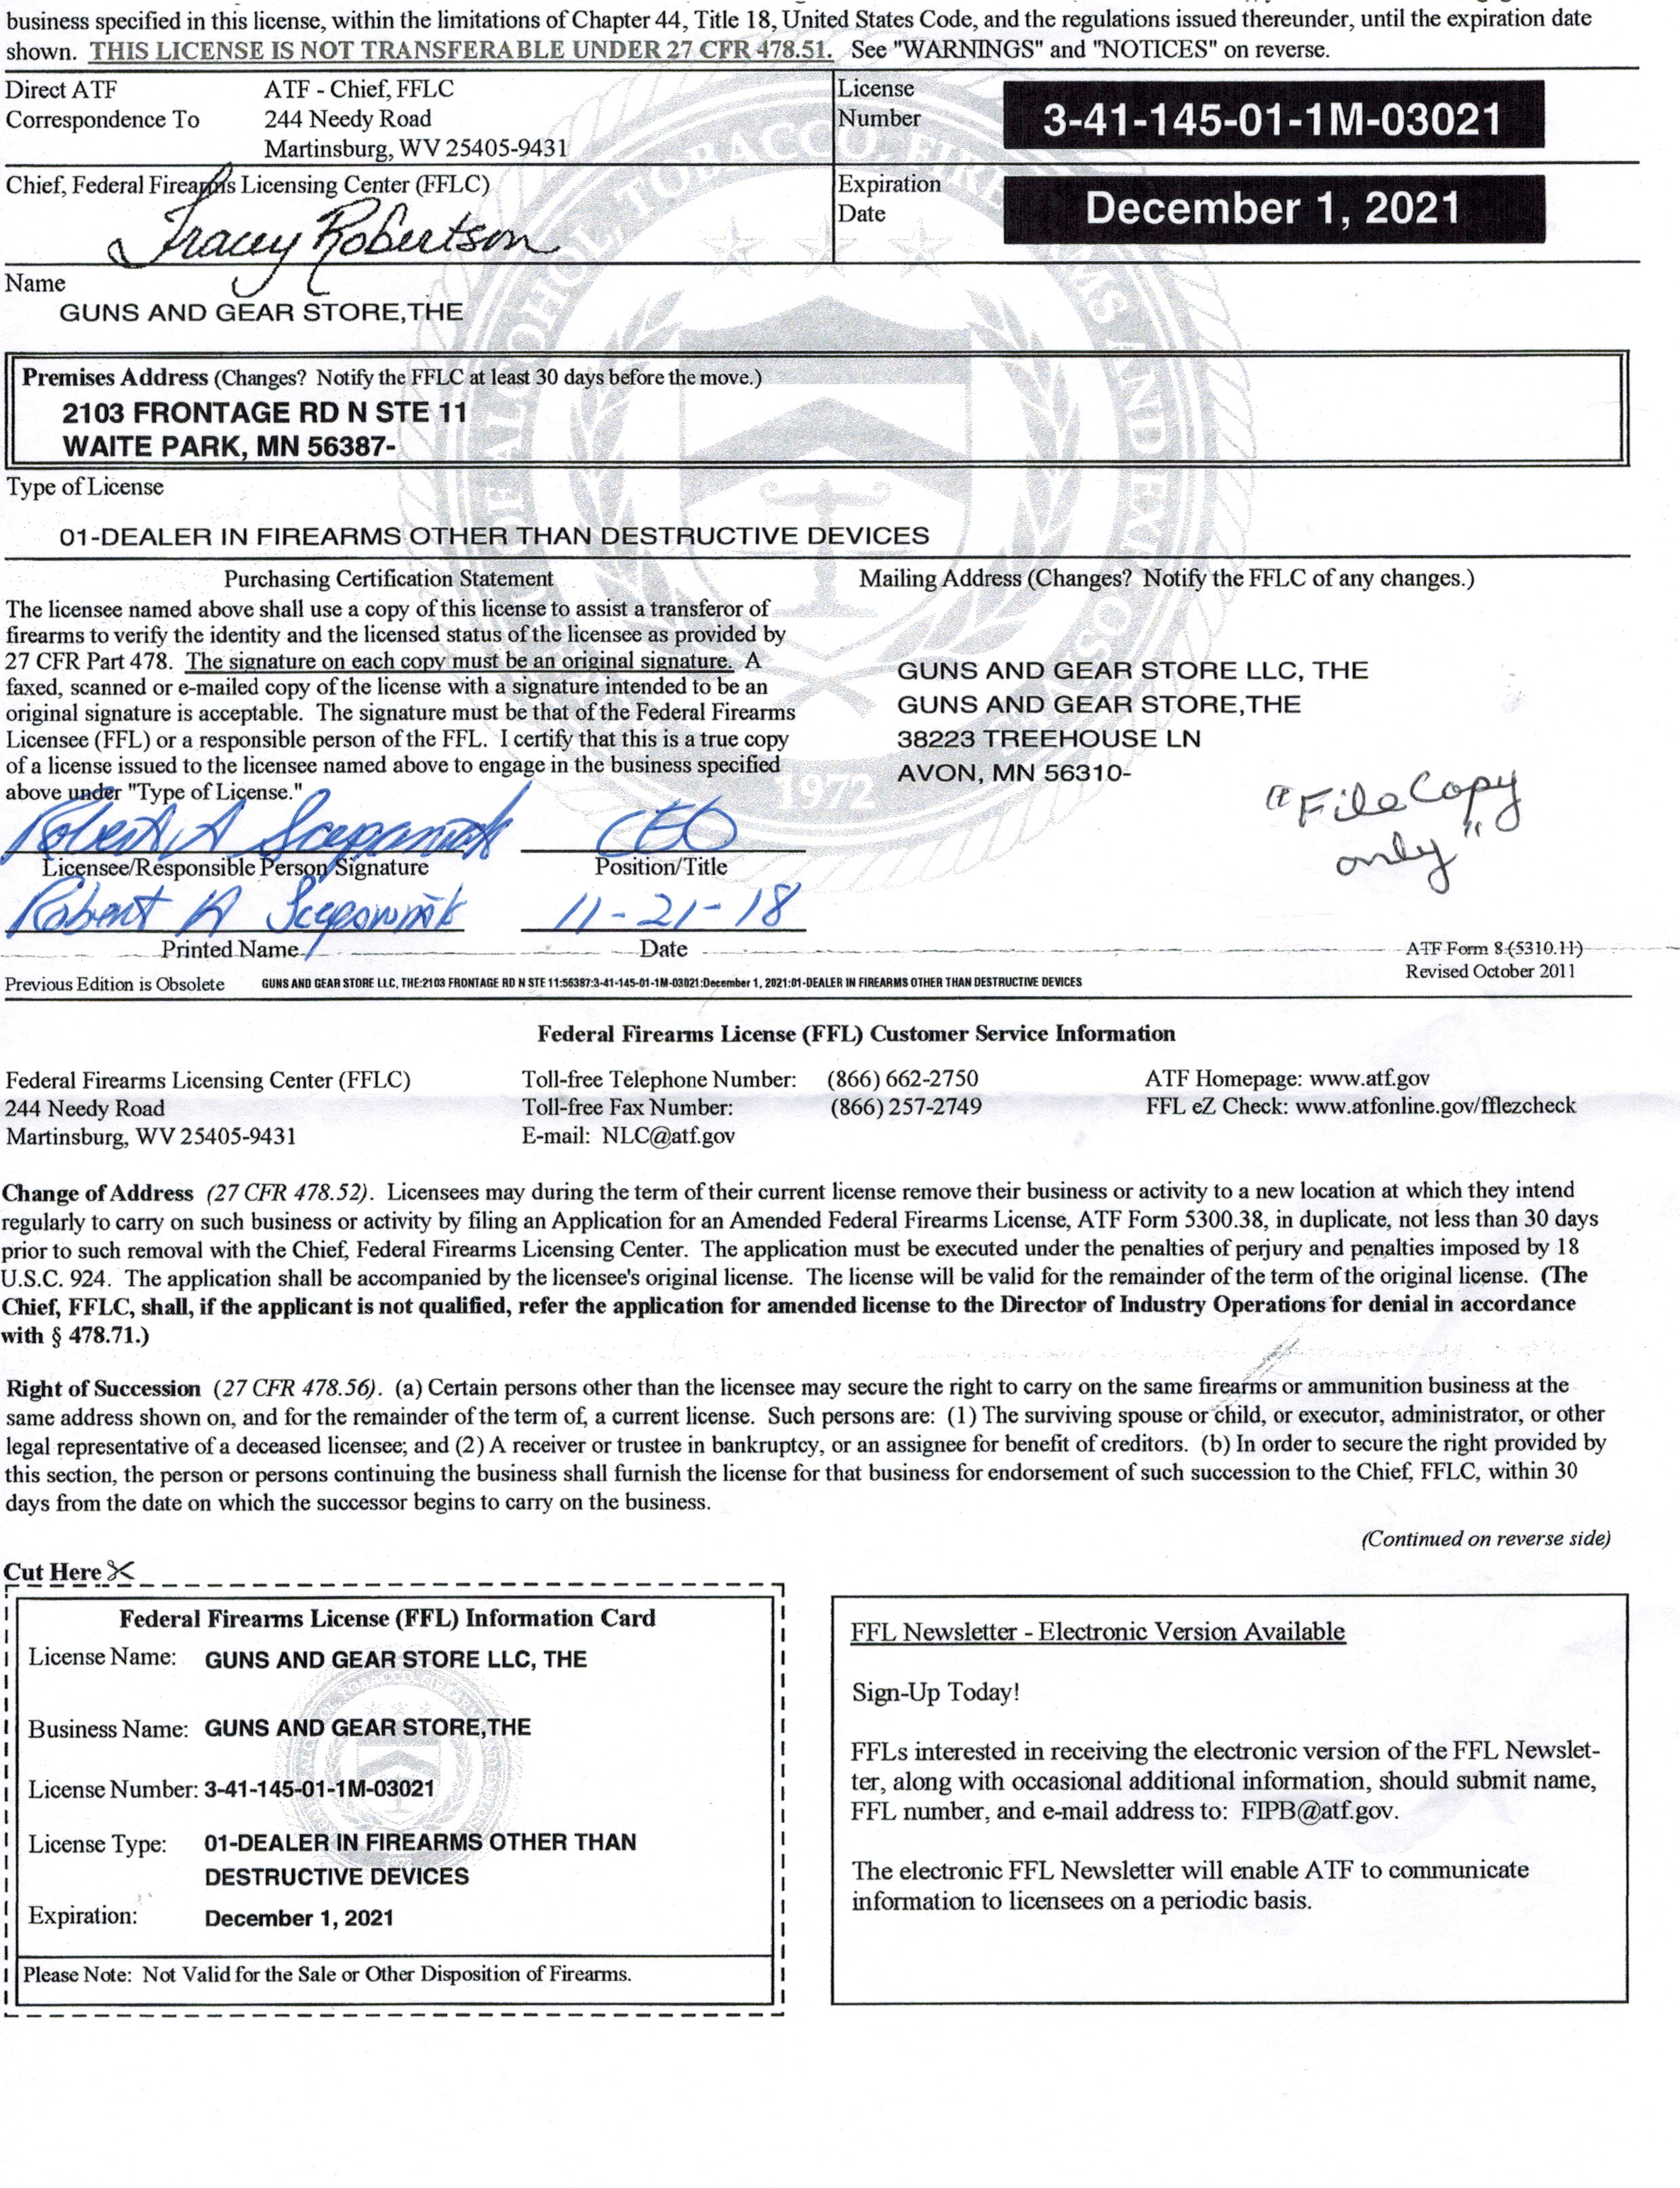 business specified in this license, within the limitations of Chapter 44, Title 18, United States Code, and the regulations issued thereunder, until the expiration date
shown. THIS LICENSE IS NOT TRANSFERABLE UNDER 27 CFR 478.51. See "WARNINGS" and "NOTICES" on reverse.
Direct ATF
Correspondence To
ATF - Chief, FFLC
244 Needy Road
Martinsburg, WV 25405-9431
License
Number
3-41-145-01-1M-03021
Chief, Federal Firearms Licensing Center (FFLC)
Tracey Robertson
Expiration
Date
December 1, 2021
Name
GUNS AND GEAR STORE,THE
Premises Address (Changes? Notify the FFLC at least 30 days before the move.)
2103 FRONTAGE RD N STE 11
WAITE PARK, MN 56387-
Type of License
01-DEALER IN FIREARMS OTHER THAN DESTRUCTIVE DEVICES
Purchasing Certification Statement
The licensee named above shall use a copy of this license to assist a transferor of
firearms to verify the identity and the licensed status of the licensee as provided by
27 CFR Part 478. The signature on each copy must be an original signature. A
faxed, scanned or e-mailed copy of the license with a signature intended to be an
original signature is acceptable. The signature must be that of the Federal Firearms
Licensee (FFL) or a responsible person of the FFL. I certify that this is a true copy
of a license issued to the licensee named above to engage in the business specified
above under "Type of License."
Mailing Address (Changes? Notify the FFLC of any changes.)
GUNS AND GEAR STORE LLC, THE
GUNS AND GEAR STORE,THE
38223 TREEHOUSE LN
AVON, MN 56310-
1972
"File Copy
only"
Robert A
CEO
Licensee/Responsible Person Signature
Position/Title
Robert A
11-21-18
Printed Name
Date
ATF Form 8 (5310.11)
Revised October 2011
Previous Edition is Obsolete
GUNS AND GEAR STORE LLC, THE:2103 FRONTAGE RD N STE 11:56387:3-41-145-01-1M-03021:December 1, 2021:01-DEALER IN FIREARMS OTHER THAN DESTRUCTIVE DEVICES
Federal Firearms License (FFL) Customer Service Information
Federal Firearms Licensing Center (FFLC)
244 Needy Road
Martinsburg, WV 25405-9431
Toll-free Telephone Number: (866) 662-2750
Toll-free Fax Number: (866) 257-2749
E-mail: NLC@atf.gov
ATF Homepage: www.atf.gov
FFL eZ Check: www.atfonline.gov/fflezcheck
Change of Address (27 CFR 478.52). Licensees may during the term of their current license remove their business or activity to a new location at which they intend
regularly to carry on such business or activity by filing an Application for an Amended Federal Firearms License, ATF Form 5300.38, in duplicate, not less than 30 days
prior to such removal with the Chief, Federal Firearms Licensing Center. The application must be executed under the penalties of perjury and penalties imposed by 18
U.S.C. 924. The application shall be accompanied by the licensee's original license. The license will be valid for the remainder of the term of the original license. (The
Chief, FFLC, shall, if the applicant is not qualified, refer the application for amended license to the Director of Industry Operations for denial in accordance
with § 478.71.)
Right of Succession (27 CFR 478.56). (a) Certain persons other than the licensee may secure the right to carry on the same firearms or ammunition business at the
same address shown on, and for the remainder of the term of, a current license. Such persons are: (1) The surviving spouse or child, or executor, administrator, or other
legal representative of a deceased licensee; and (2) A receiver or trustee in bankruptcy, or an assignee for benefit of creditors. (b) In order to secure the right provided by
this section, the person or persons continuing the business shall furnish the license for that business for endorsement of such succession to the Chief, FFLC, within 30
days from the date on which the successor begins to carry on the business.
(Continued on reverse side)
Cut Here
Federal Firearms License (FFL) Information Card
License Name: GUNS AND GEAR STORE LLC, THE
Business Name: GUNS AND GEAR STORE,THE
License Number: 3-41-145-01-1M-03021
License Type: 01-DEALER IN FIREARMS OTHER THAN
DESTRUCTIVE DEVICES
Expiration: December 1, 2021
Please Note: Not Valid for the Sale or Other Disposition of Firearms.
FFL Newsletter - Electronic Version Available
Sign-Up Today!
FFLs interested in receiving the electronic version of the FFL Newslet-
ter, along with occasional additional information, should submit name,
FFL number, and e-mail address to: FIPB@atf.gov.
The electronic FFL Newsletter will enable ATF to communicate
information to licensees on a periodic basis.